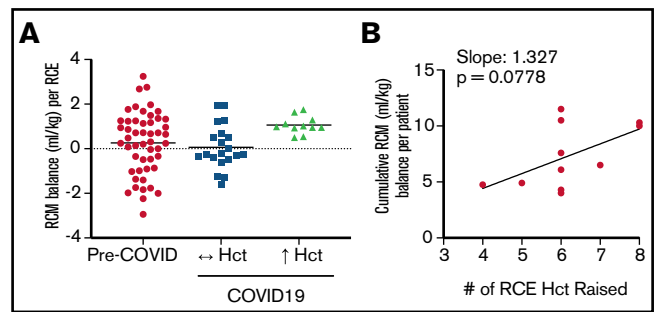 A
RCM balance (ml/kg) per RCE
4
2
0
-2
-4
Pre-COVID
↔ Hct
↑ Hct
COVID19
B
Slope: 1.327
p = 0.0778
Cumulative RCM (ml/kg)
balance per patient
15
10
5
0
3 4 5 6 7 8
# of RCE Hct Raised